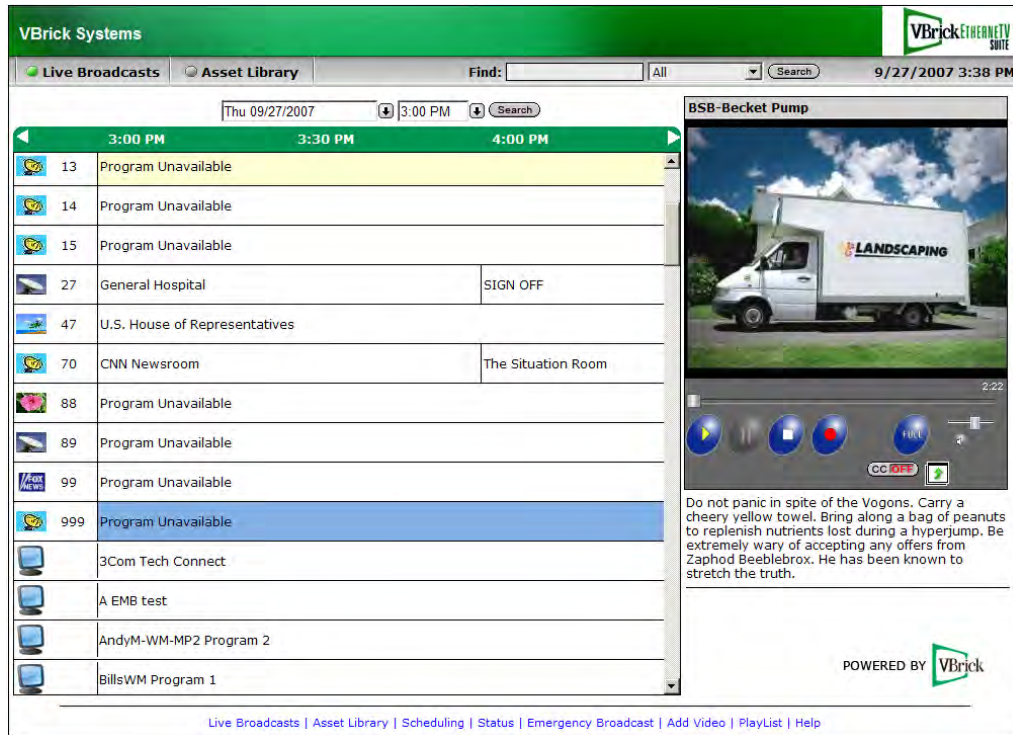 VBrick Systems
VBrick ETHERNETV
SUITE
Live Broadcasts
Asset Library
Find:
All
Search
9/27/2007 3:38 PM
Thu 09/27/2007
3:00 PM
Search
3:00 PM 3:30 PM 4:00 PM
13 Program Unavailable
14 Program Unavailable
15 Program Unavailable
27 General Hospital SIGN OFF
47 U.S. House of Representatives
70 CNN Newsroom The Situation Room
88 Program Unavailable
89 Program Unavailable
FOX
NEWS
99 Program Unavailable
999 Program Unavailable
3Com Tech Connect
A EMB test
AndyM-WM-MP2 Program 2
BillsWM Program 1
BSB-Becket Pump
LANDSCAPING
2:22
FULL
CC OFF
Do not panic in spite of the Vogons. Carry a
cheery yellow towel. Bring along a bag of peanuts
to replenish nutrients lost during a hyperjump. Be
extremely wary of accepting any offers from
Zaphod Beeblebrox. He has been known to
stretch the truth.
POWERED BY VBrick
Live Broadcasts | Asset Library | Scheduling | Status | Emergency Broadcast | Add Video | PlayList | Help